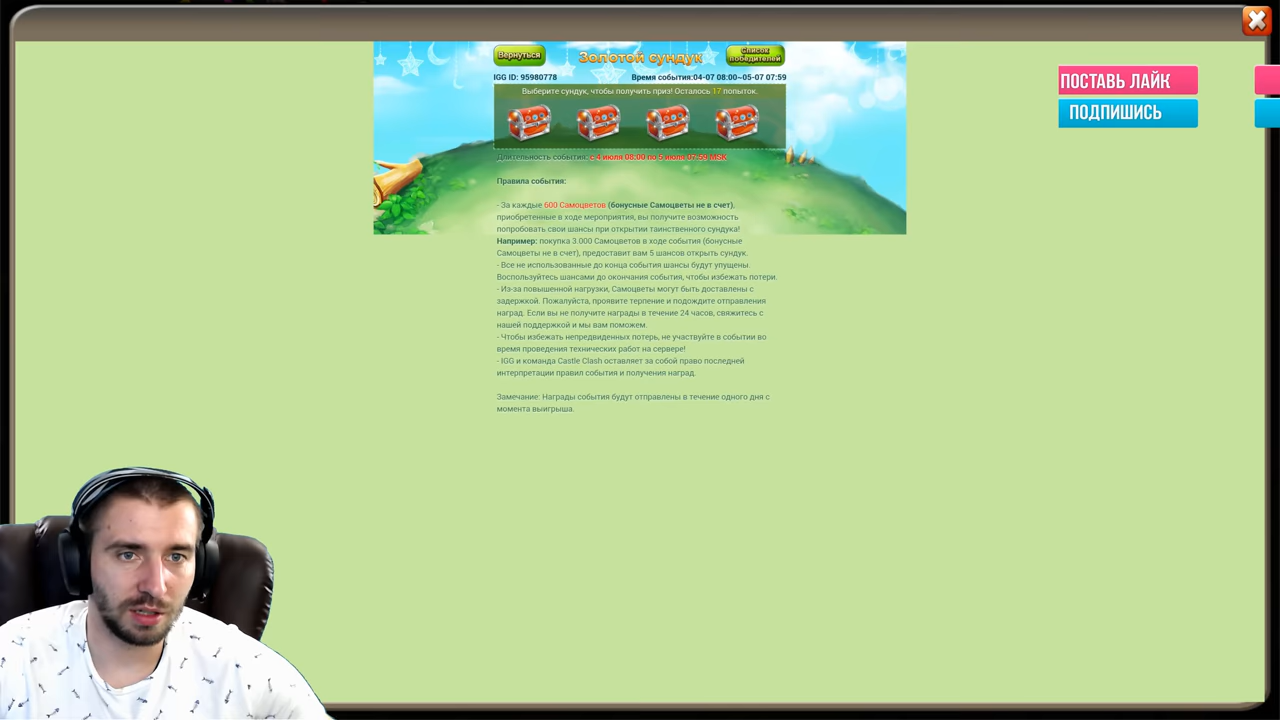 Вернуться
Золотой сундук
Список
победителей
IGG ID: 95980778
Время события:04-07 08:00~05-07 07:59
Выберите сундук, чтобы получить приз! Осталось 17 попыток.
Длительность события: с 4 июля 08:00 по 5 июля 07:59 MSK
Правила события:
- За каждые 600 Самоцветов (бонусные Самоцветы не в счет),
приобретенные в ходе мероприятия, вы получите возможность
попробовать свои шансы при открытии таинственного сундука!
Например: покупка 3.000 Самоцветов в ходе события (бонусные
Самоцветы не в счет), предоставит вам 5 шансов открыть сундук.
- Все не использованные до конца события шансы будут упущены.
Воспользуйтесь шансами до окончания события, чтобы избежать потери.
- Из-за повышенной нагрузки, Самоцветы могут быть доставлены с
задержкой. Пожалуйста, проявите терпение и подождите отправления
наград. Если вы не получите награды в течение 24 часов, свяжитесь с
нашей поддержкой и мы вам поможем.
- Чтобы избежать непредвиденных потерь, не участвуйте в событии во
время проведения технических работ на сервере!
- IGG и команда Castle Clash оставляет за собой право последней
интерпретации правил события и получения наград.
Замечание: Награды события будут отправлены в течение одного дня с
момента выигрыша.
ПОСТАВЬ ЛАЙК
ПОДПИШИСЬ